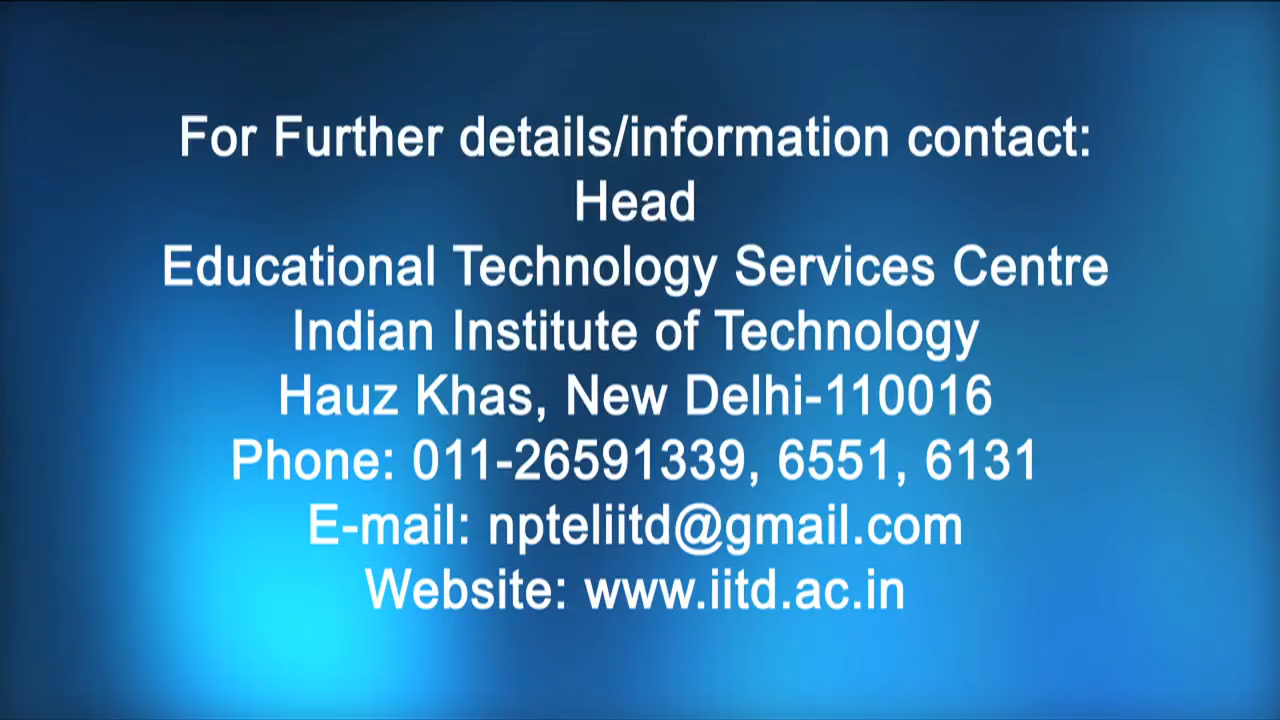 For Further details/information contact:
Head
Educational Technology Services Centre
Indian Institute of Technology
Hauz Khas, New Delhi-110016
Phone: 011-26591339, 6551, 6131
E-mail: npteliitd@gmail.com
Website: www.iitd.ac.in